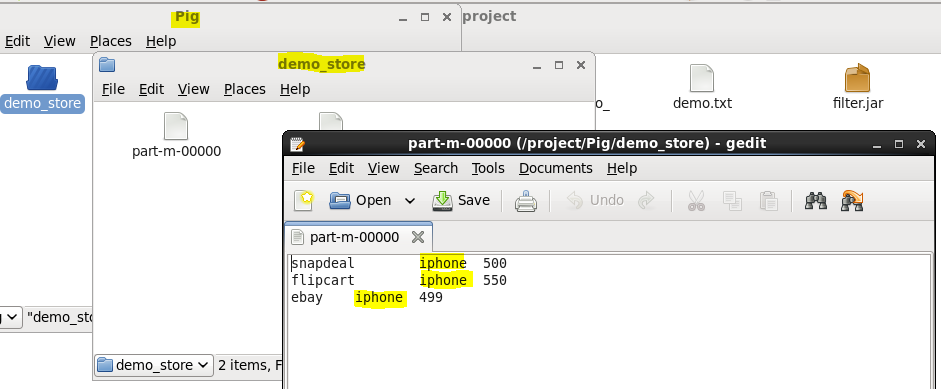 Pig
project
Edit View Places Help
demo_store
demo_store
File Edit View Places Help
demo.txt
filter.jar
part-m-00000
part-m-00000 (/project/Pig/demo_store) - gedit
File Edit View Search Tools Documents Help
Open Save Undo
part-m-00000
snapdeal iphone 500
flipcart iphone 550
ebay iphone 499
"demo_sto
demo_store 2 items, F